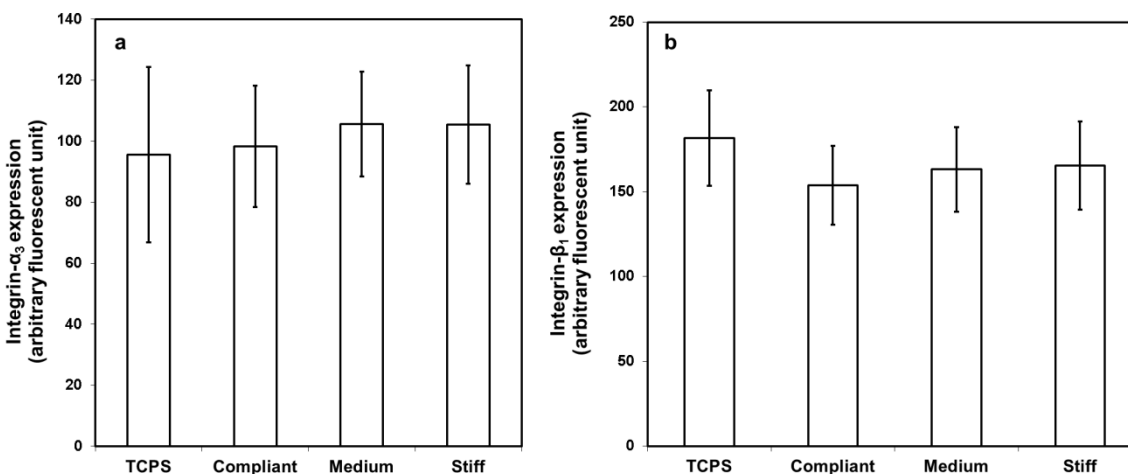 a
Integrin-α₃ expression
(arbitrary fluorescent unit)
140
120
100
80
60
40
20
0
TCPS Compliant Medium Stiff
b
Integrin-β₁ expression
(arbitrary fluorescent unit)
250
200
150
100
50
0
TCPS Compliant Medium Stiff